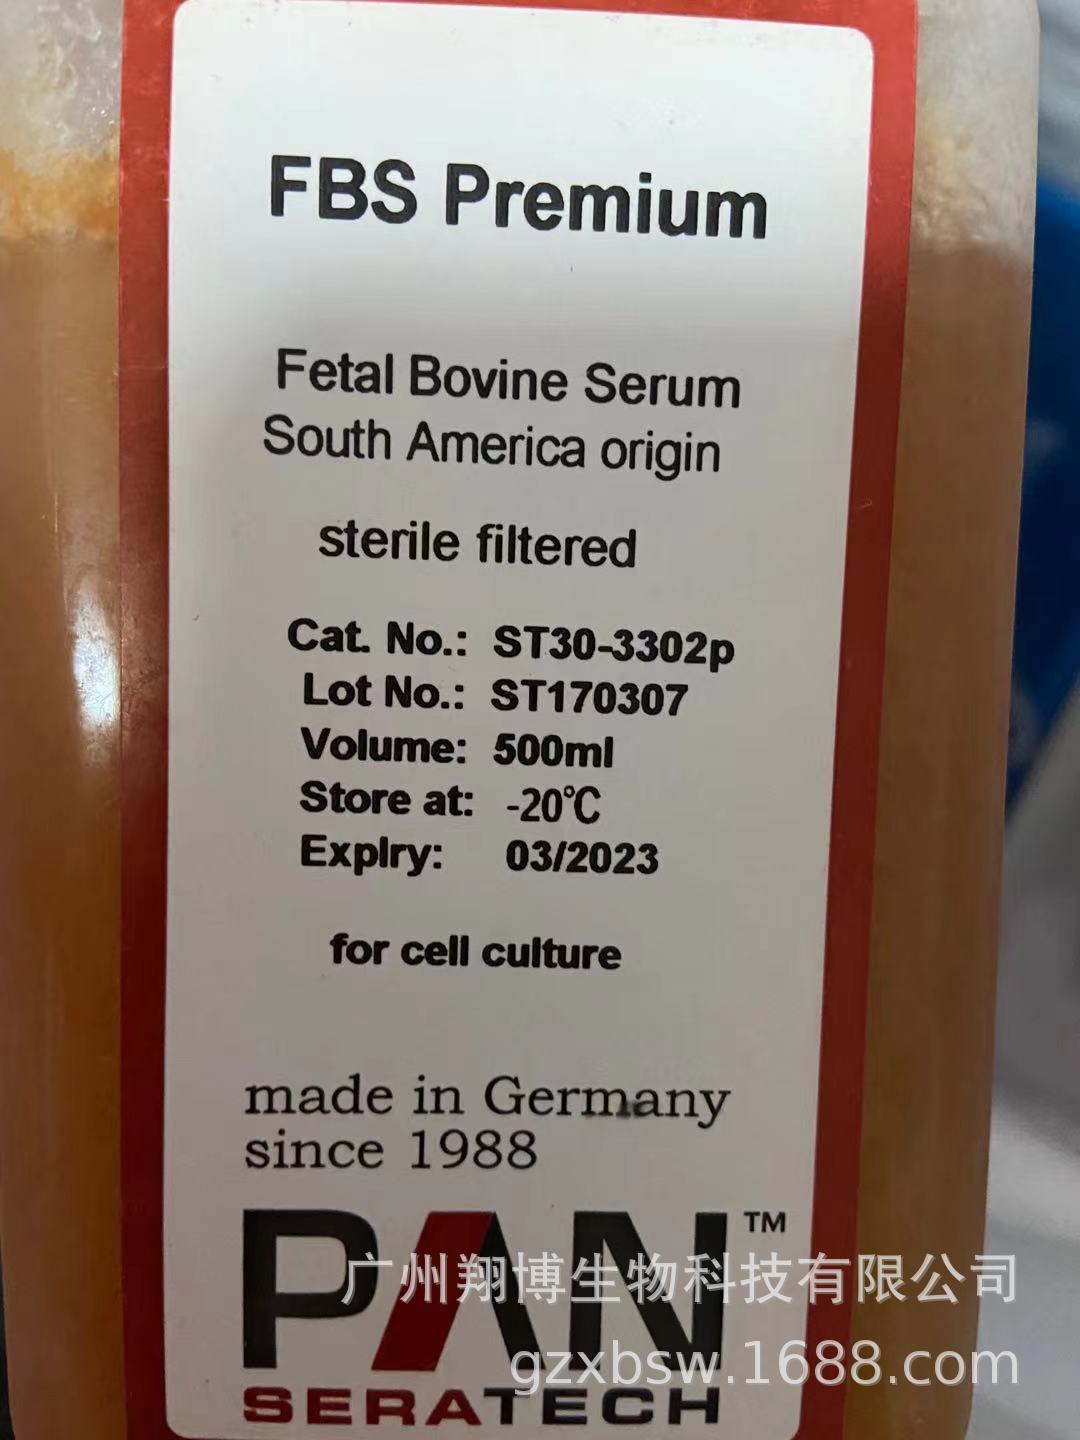 FBS Premium
Fetal Bovine Serum
South America origin
sterile filtered
Cat. No.: ST30-3302p
Lot No.: ST170307
Volume: 500ml
Store at: -20℃
Expiry: 03/2023
for cell culture
made in Germany
since 1988
PAN™
广州翔博生物科技有限公司
gzxbsw.1688.com
SERATECH